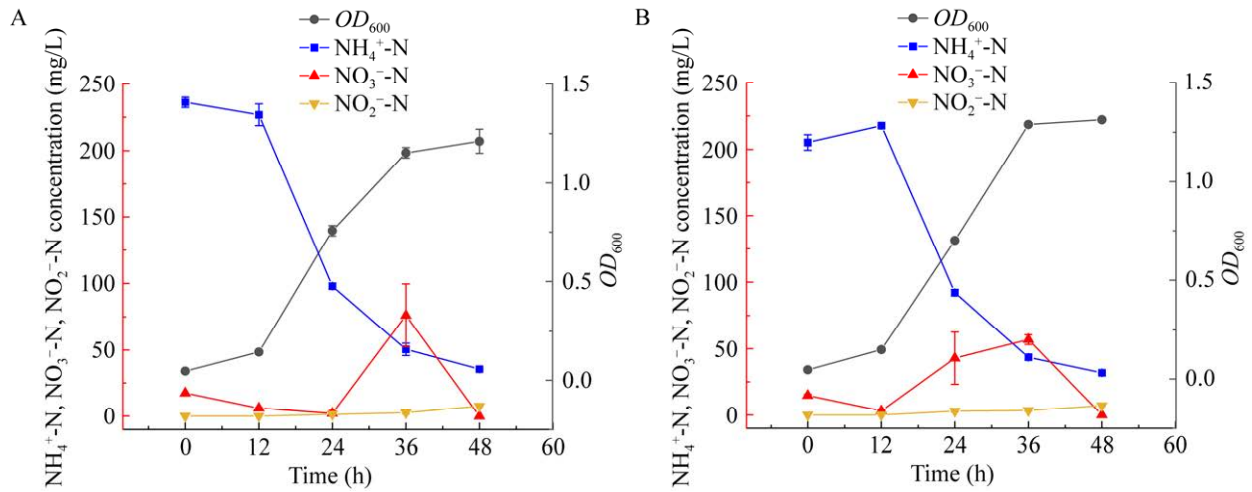 A
OD₆₀₀
NH₄⁺-N
NO₃⁻-N
NO₂⁻-N
NH₄⁺-N, NO₃⁻-N, NO₂⁻-N concentration (mg/L)
250
200
150
100
50
0
1.5
1.0
0.5
0.0
OD₆₀₀
0 12 24 36 48 60
Time (h)
B
OD₆₀₀
NH₄⁺-N
NO₃⁻-N
NO₂⁻-N
NH₄⁺-N, NO₃⁻-N, NO₂⁻-N concentration (mg/L)
250
200
150
100
50
0
1.5
1.0
0.5
0.0
OD₆₀₀
0 12 24 36 48 60
Time (h)